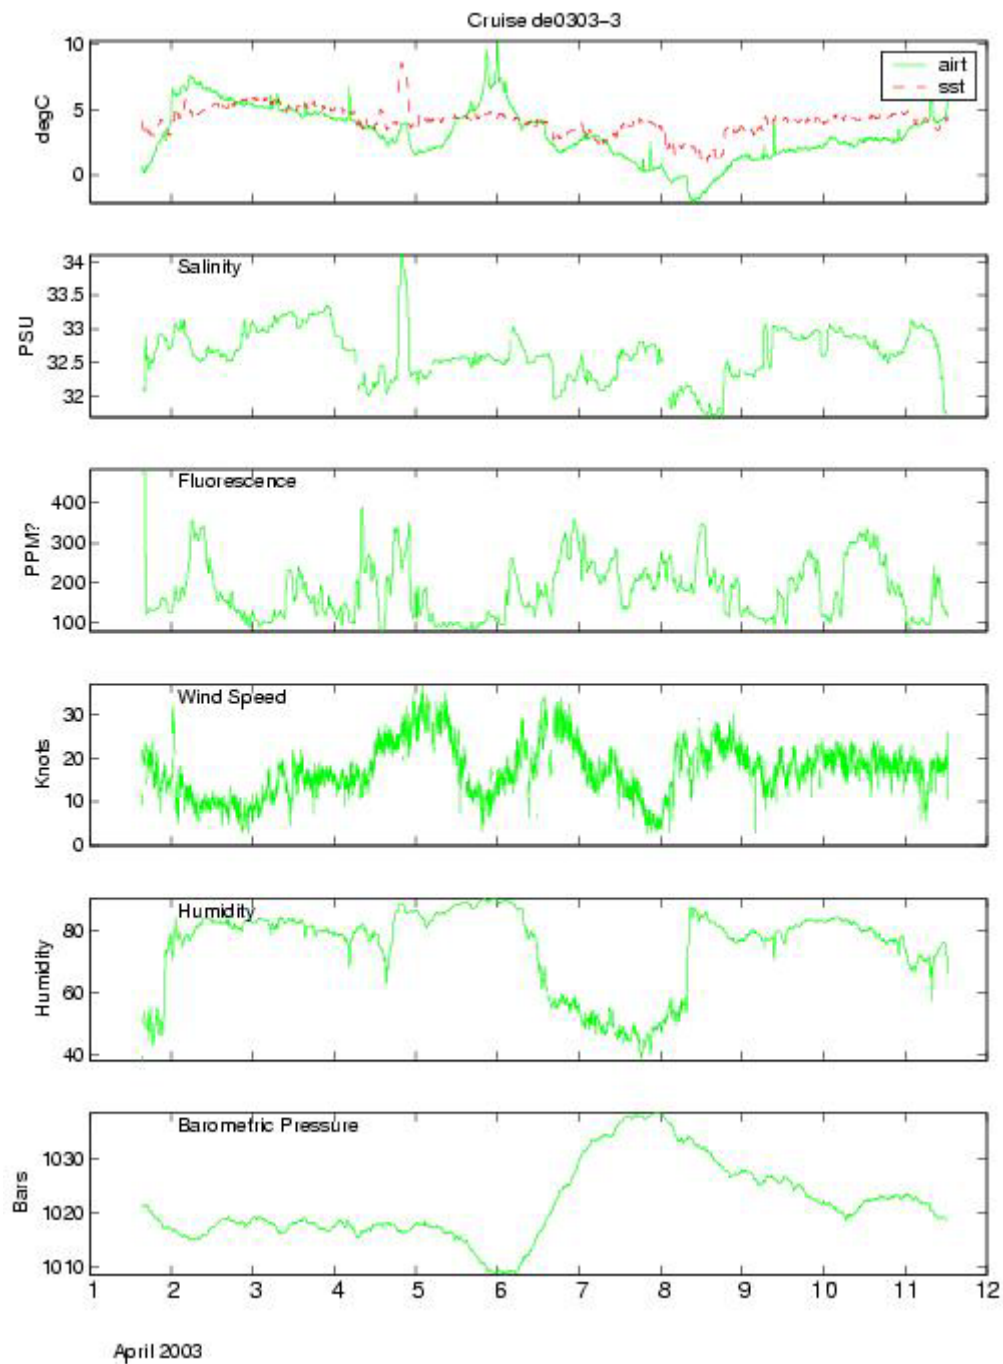 Cruise de0303-3
10
5
0
degC
airt
sst
Salinity
34
33.5
33
32.5
32
PSU
Fluorescence
400
300
200
100
PPM?
Wind Speed
30
20
10
0
Knots
Humidity
80
60
40
Humidity
Barometric Pressure
1030
1020
1010
Bars
1 2 3 4 5 6 7 8 9 10 11 12
April 2003